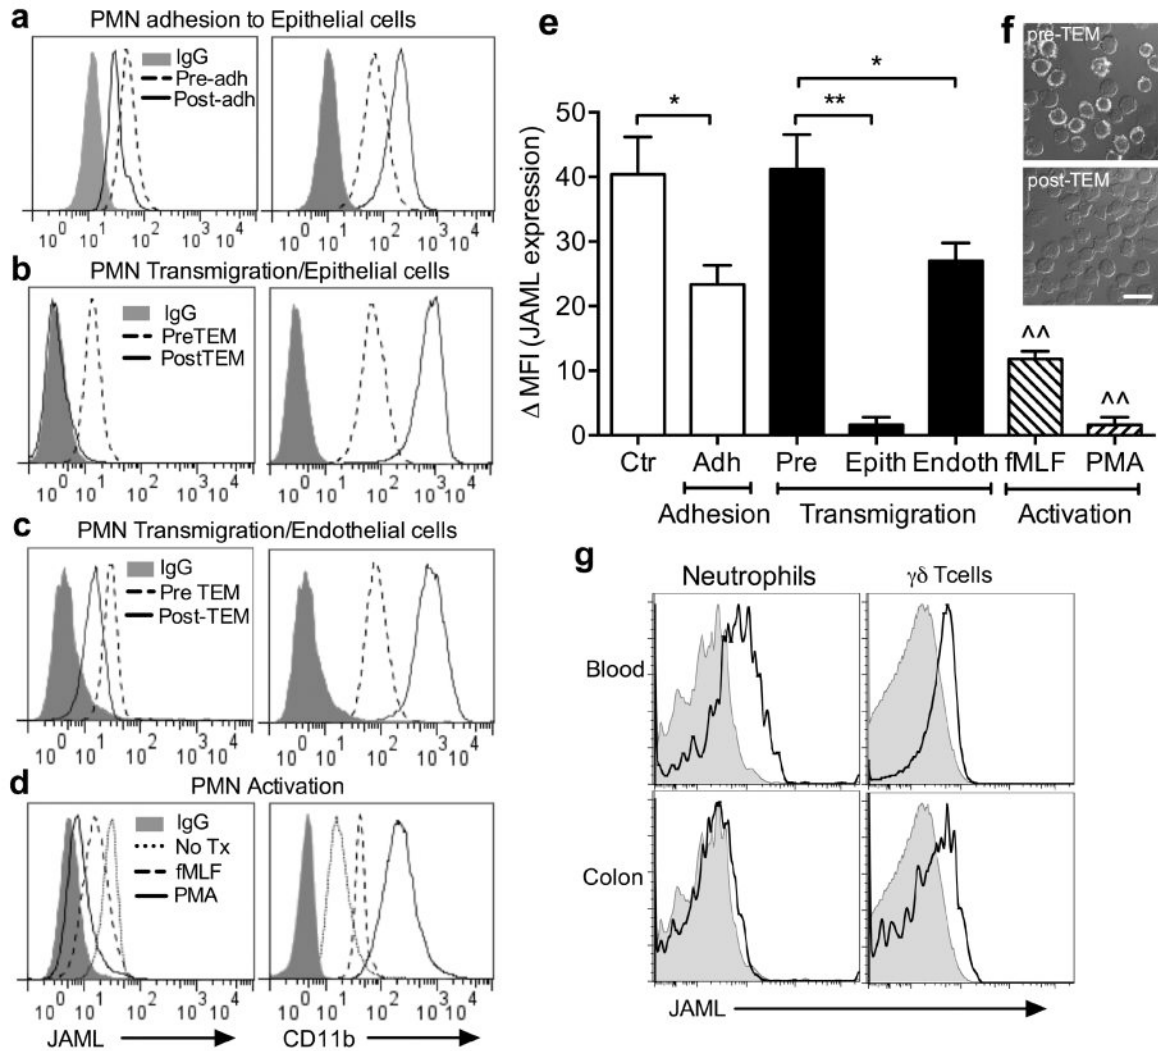 a
PMN adhesion to Epithelial cells
IgG
Pre-adh
Post-adh
10^0 10^1 10^2 10^3 10^4
10^0 10^1 10^2 10^3 10^4
b
PMN Transmigration/Epithelial cells
IgG
PreTEM
PostTEM
10^0 10^1 10^2 10^3 10^4
10^0 10^1 10^2 10^3 10^4
c
PMN Transmigration/Endothelial cells
IgG
Pre TEM
Post-TEM
10^0 10^1 10^2 10^3 10^4
10^0 10^1 10^2 10^3 10^4
d
PMN Activation
IgG
No Tx
fMLF
PMA
10^0 10^1 10^2 10^3 10^4
10^0 10^1 10^2 10^3 10^4
JAML
CD11b
e
Δ MFI (JAML expression)
50
40
30
20
10
0
*
**
*
^^
^^
Ctr Adh Pre Epith Endoth fMLF PMA
Adhesion Transmigration Activation
f
pre-TEM
post-TEM
g
Neutrophils
γδ Tcells
Blood
Colon
JAML